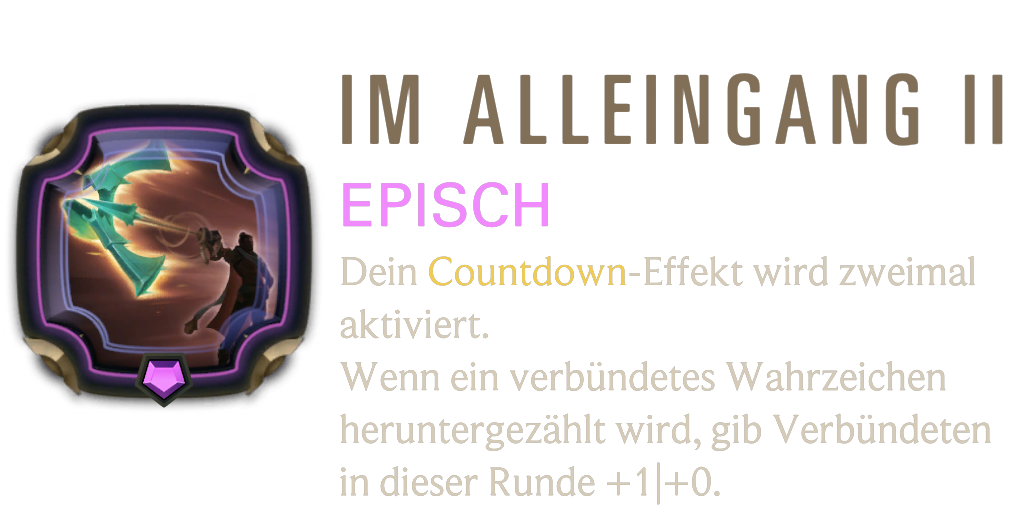 IM ALLEINGANG II
EPISCH
Dein Countdown-Effekt wird zweimal
aktiviert.
Wenn ein verbündetes Wahrzeichen
heruntergezählt wird, gib Verbündeten
in dieser Runde +1|+0.